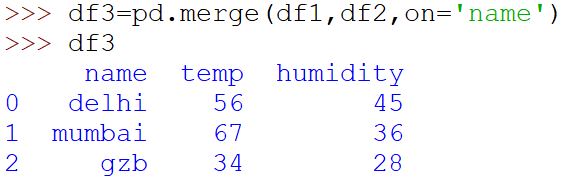 >>> df3=pd.merge(df1,df2,on='name')
>>> df3
     name  temp  humidity
0   delhi    56        45
1  mumbai    67        36
2     gzb    34        28